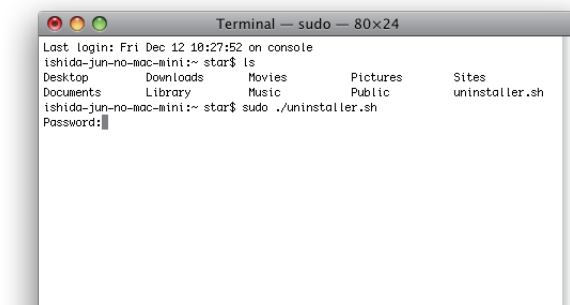 Terminal — sudo — 80×24
Last login: Fri Dec 12 10:27:52 on console
ishida-jun-no-mac-mini:~ star$ ls
Desktop Downloads Movies Pictures Sites
Documents Library Music Public uninstaller.sh
ishida-jun-no-mac-mini:~ star$ sudo ./uninstaller.sh
Password: